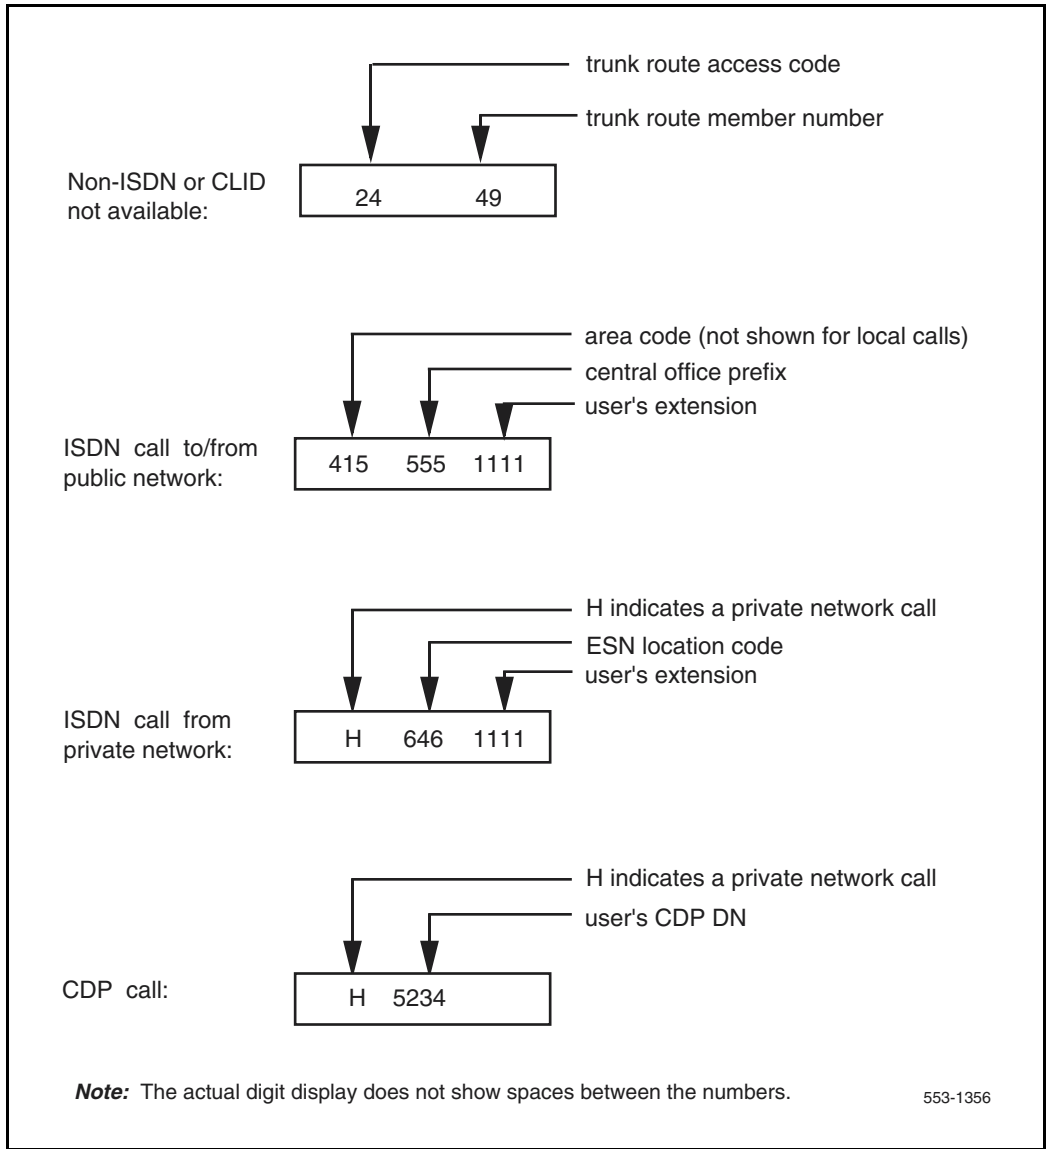 trunk route access code
trunk route member number
Non-ISDN or CLID
not available:
24 49
area code (not shown for local calls)
central office prefix
user's extension
ISDN call to/from
public network:
415 555 1111
H indicates a private network call
ESN location code
user's extension
ISDN call from
private network:
H 646 1111
H indicates a private network call
user's CDP DN
CDP call:
H 5234
Note: The actual digit display does not show spaces between the numbers.
553-1356